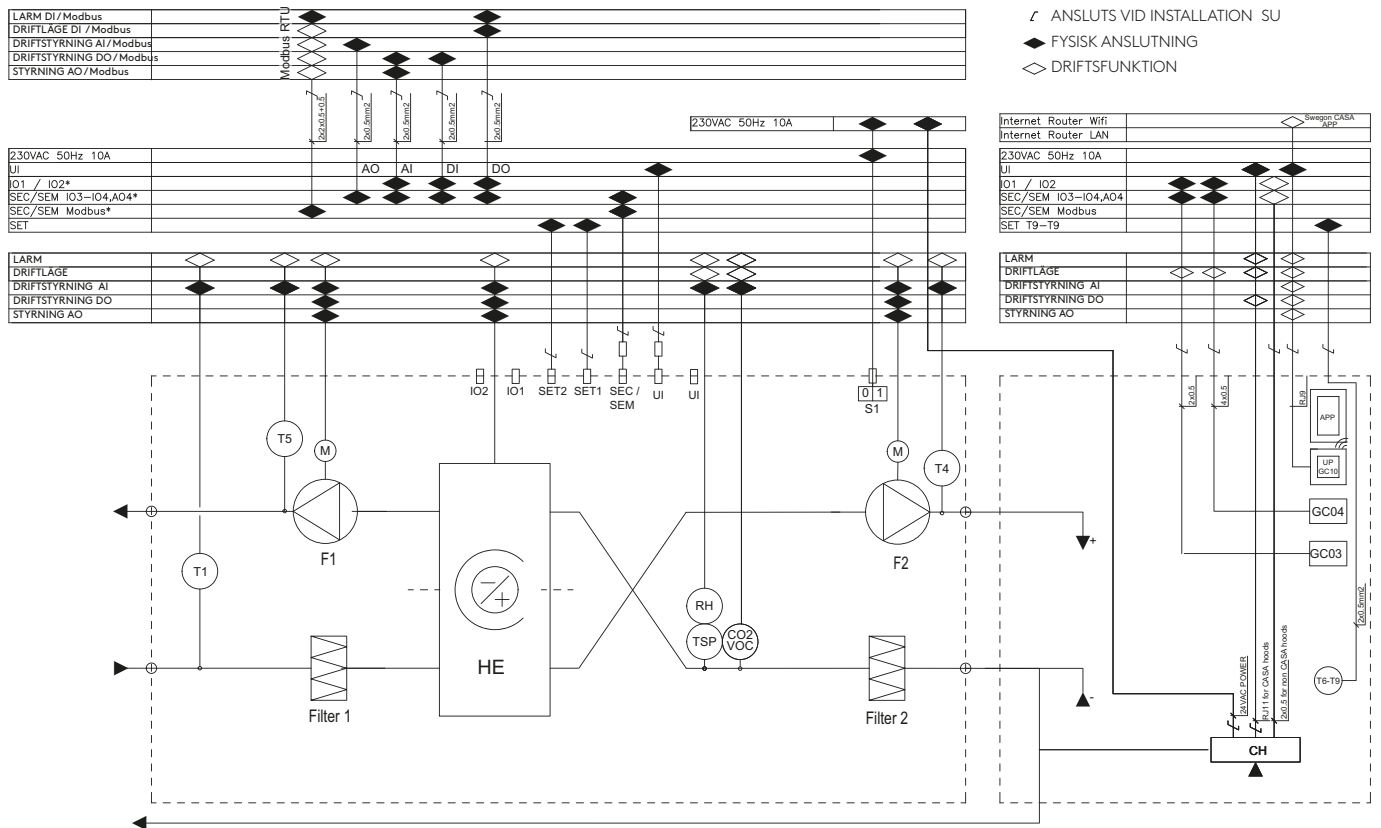 LARM DI/Modbus
DRIFTLÄGE DI /Modbus
DRIFTSTYRNING AI/Modbus
DRIFTSTYRNING DO/Modbus
STYRNING AO/Modbus
Modbus RTU
ANSLUTS VID INSTALLATION SU
FYSISK ANSLUTNING
DRIFTSFUNKTION
2x2x0.5+0.5
2x0.5mm2
2x0.5mm2
2x0.5mm2
2x0.5mm2
230VAC 50Hz 10A
Internet Router Wifi
Swegon CASA
APP
Internet Router LAN
230VAC 50Hz 10A
UI
AO
AI
DI
DO
IO1 / IO2*
SEC/SEM IO3-IO4,AO4*
SEC/SEM Modbus*
SET
230VAC 50Hz 10A
UI
IO1 / IO2
SEC/SEM IO3-IO4,AO4
SEC/SEM Modbus
SET T9-T9
LARM
DRIFTLÄGE
DRIFTSTYRNING AI
DRIFTSTYRNING DO
STYRNING AO
LARM
DRIFTLÄGE
DRIFTSTYRNING AI
DRIFTSTYRNING DO
STYRNING AO
IO2
IO1
SET2
SET1
SEC /
SEM
UI
UI
0 1
S1
2x0.5
4x0.5
RJ9
APP
UP
GC10
GC04
GC03
T5
M
M
T4
F1
F2
T1
+
HE
RH
TSP
CO2
VOC
Filter 1
Filter 2
-
2x0.5mm2
T6-T9
24VAC POWER
RJ11 for CASA hoods
2x0.5 for non CASA hoods
CH